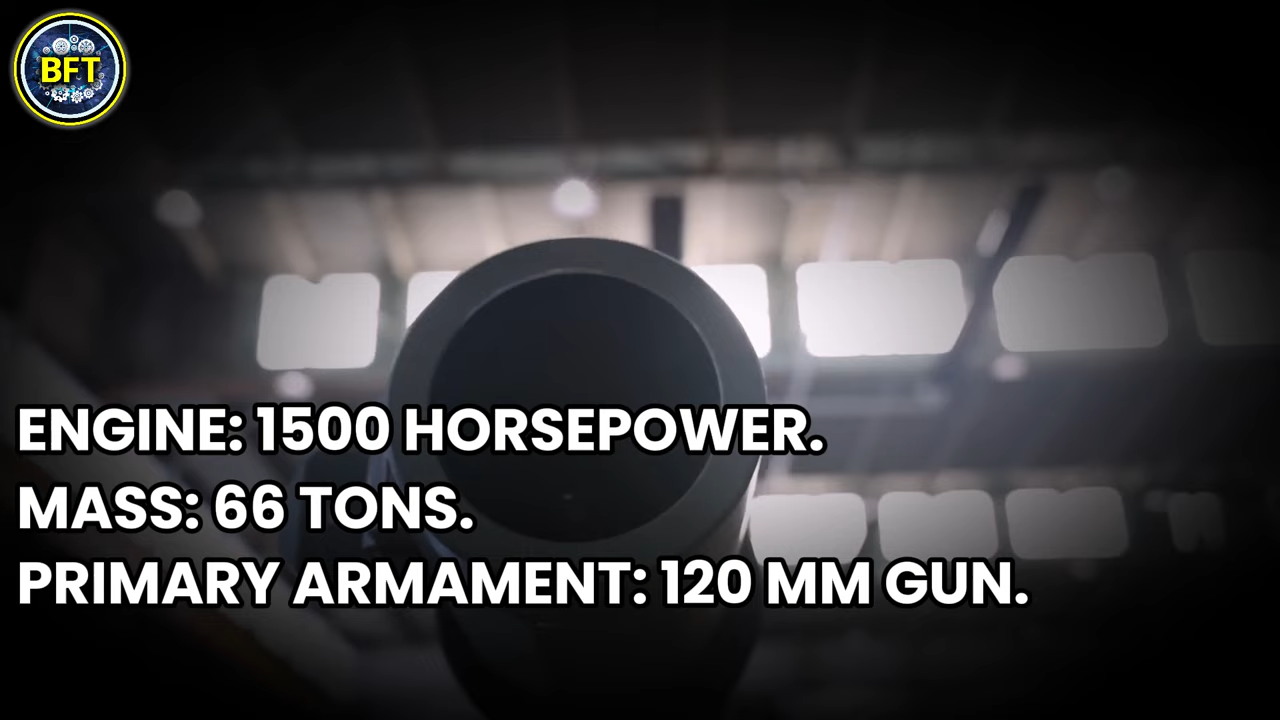 BFT
ENGINE: 1500 HORSEPOWER.
MASS: 66 TONS.
PRIMARY ARMAMENT: 120 MM GUN.